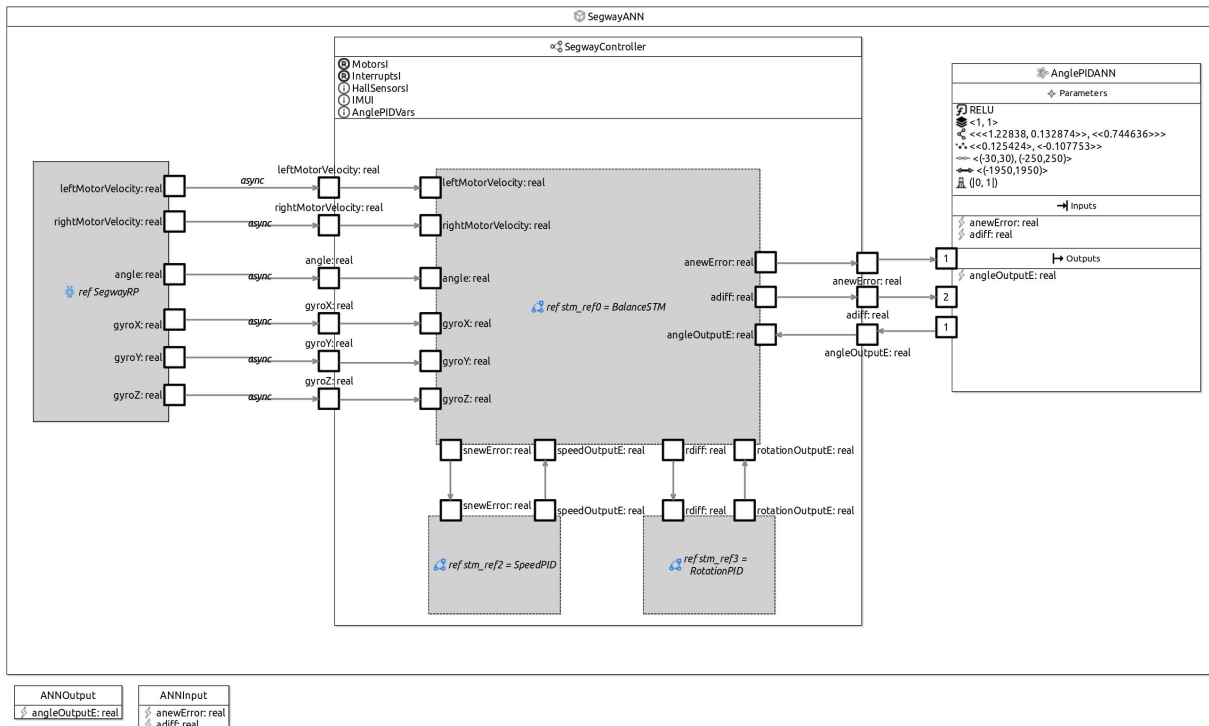 SegwayANN
SegwayController
R MotorsI
R InterruptsI
i HallSensorsI
i IMUI
i AnglePIDVars
AnglePIDANN
Parameters
RELU
<1, 1>
<<<1.22838, 0.132874>>, <<0.744636>>>
<<0.125424>, <-0.107753>>
<(-30,30), (-250,250)>
<(-1950,1950)>
(|0, 1|)
Inputs
anewError: real
adiff: real
Outputs
angleOutputE: real
leftMotorVelocity: real
rightMotorVelocity: real
angle: real
ref SegwayRP
gyroX: real
gyroY: real
gyroZ: real
async
async
async
async
async
async
leftMotorVelocity: real
rightMotorVelocity: real
angle: real
gyroX: real
gyroY: real
gyroZ: real
leftMotorVelocity: real
rightMotorVelocity: real
angle: real
gyroX: real
gyroY: real
gyroZ: real
ref stm_ref0 = BalanceSTM
anewError: real
adiff: real
angleOutputE: real
anewError: real
adiff: real
angleOutputE: real
1
2
1
snewError: real
speedOutputE: real
rdiff: real
rotationOutputE: real
snewError: real
speedOutputE: real
rdiff: real
rotationOutputE: real
ref stm_ref2 = SpeedPID
ref stm_ref3 =
RotationPID
ANNOutput
angleOutputE: real
ANNInput
anewError: real
adiff: real